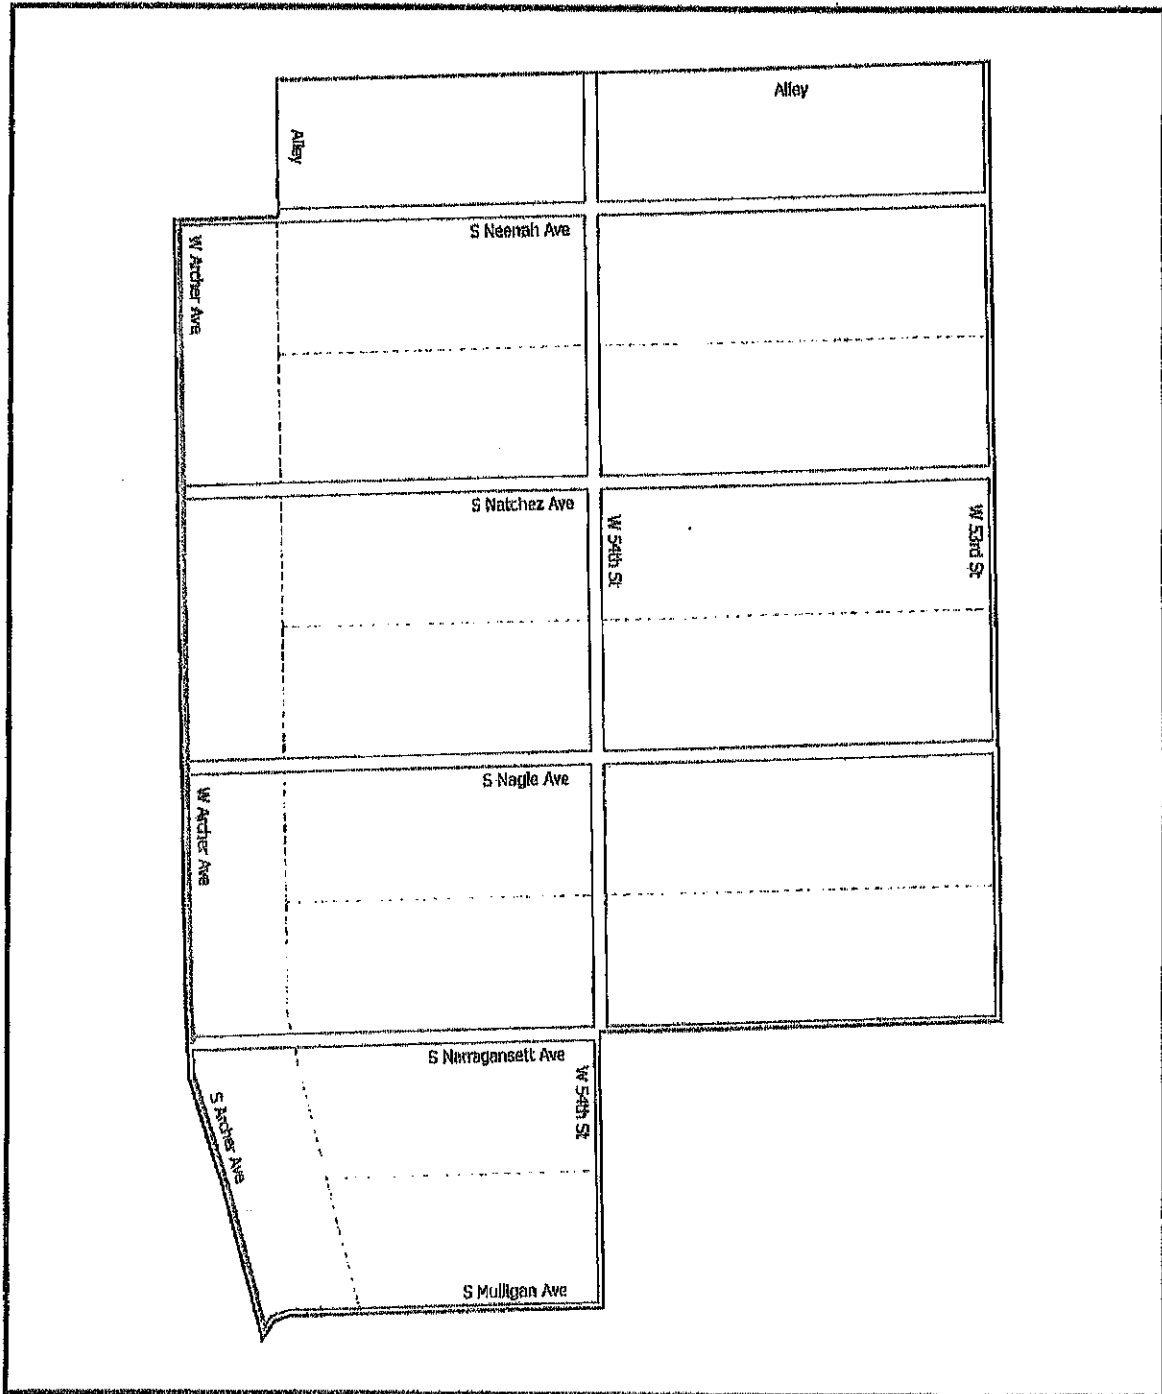 Alley
Alley
S Neenah Ave
W Archer Ave
S Natchez Ave
W 54th St
W 53rd St
S Nagle Ave
W Archer Ave
S Narragansett Ave
W 54th St
S Archer Ave
S Mulligan Ave